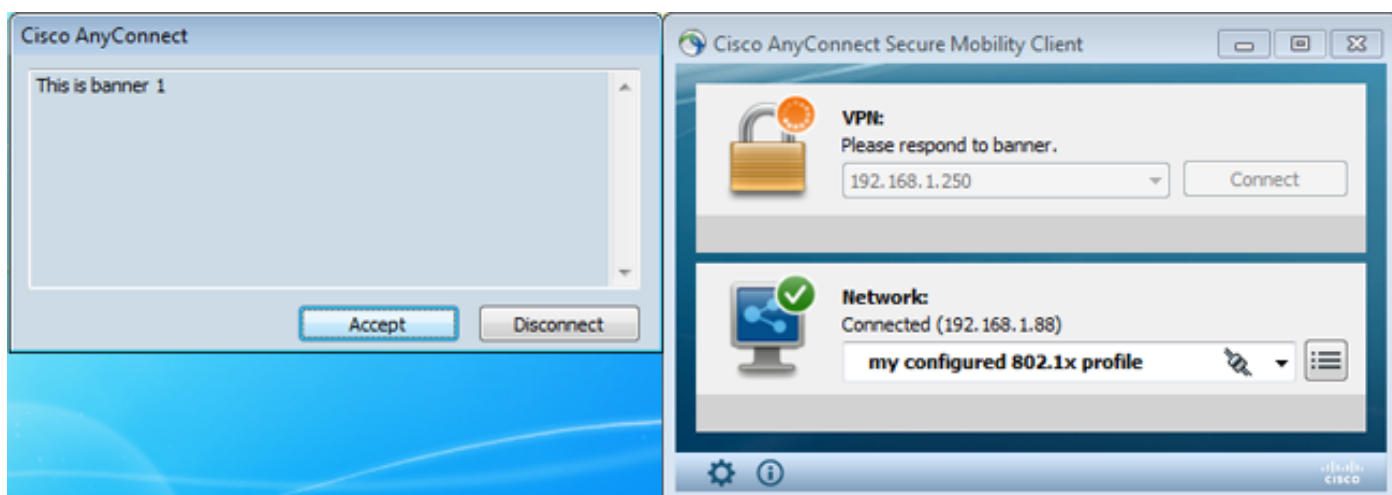 Cisco AnyConnect
This is banner 1
Accept
Disconnect
Cisco AnyConnect Secure Mobility Client
VPN:
Please respond to banner.
192.168.1.250
Connect
Network:
Connected (192.168.1.88)
my configured 802.1x profile
CISCO